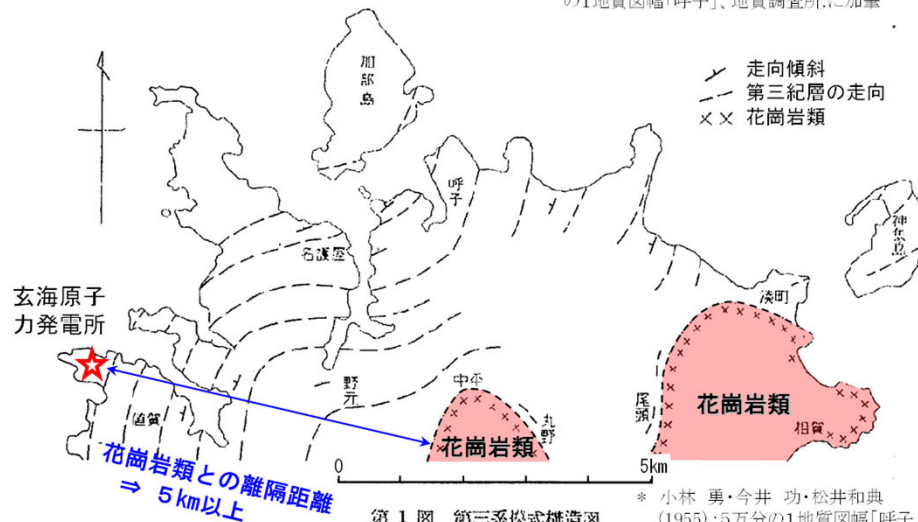 の1地質図幅「呼子」、地質調査所.に加筆
走向傾斜
第三紀層の走向
花崗岩類
加部島
呼子
名護屋
神集島
湊町
玄海原子
力発電所
野元
中平
丸野
尾頭
花崗岩類
相賀
値賀
花崗岩類
花崗岩類との離隔距離
⇒ 5km以上
0
5km
第1図 第三系模式構造図
* 小林 勇・今井 功・松井和典
(1955):5万分の1地質図幅「呼子